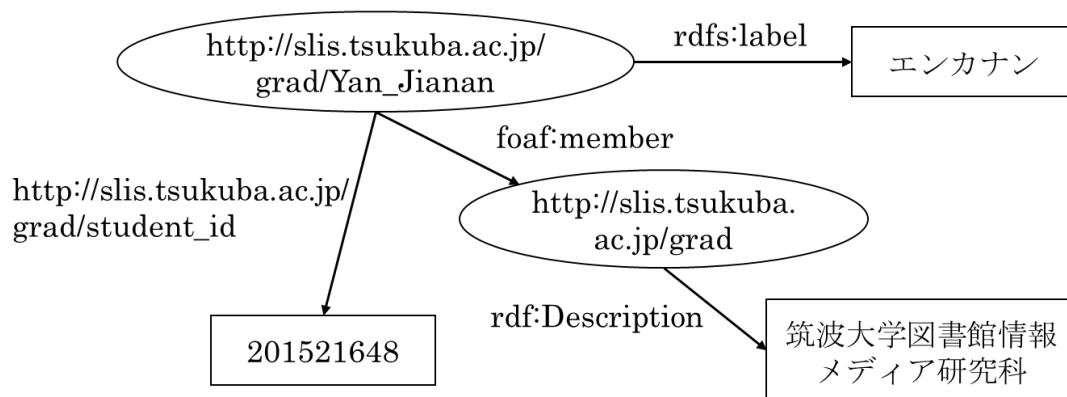 http://slis.tsukuba.ac.jp/
grad/Yan_Jianan
rdfs:label
エンカナン
foaf:member
http://slis.tsukuba.ac.jp/
grad/student_id
http://slis.tsukuba.
ac.jp/grad
rdf:Description
201521648
筑波大学図書館情報
メディア研究科